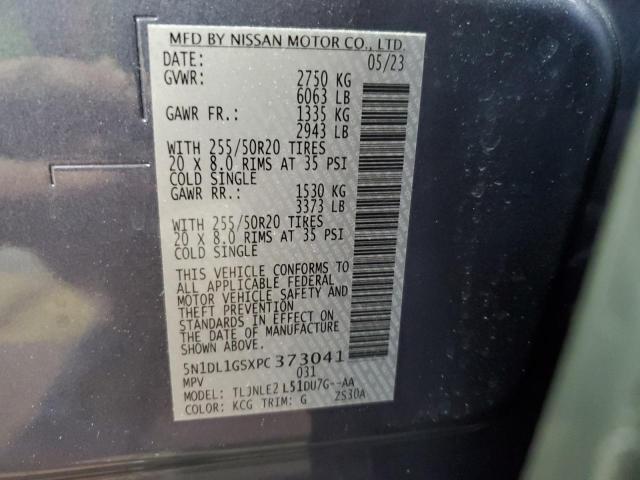 MFD BY NISSAN MOTOR CO., LTD.
DATE: 05/23
GVWR: 2750 KG
6063 LB
GAWR FR.: 1335 KG
2943 LB
WITH 255/50R20 TIRES
20 X 8.0 RIMS AT 35 PSI
COLD SINGLE
GAWR RR.: 1530 KG
3373 LB
WITH 255/50R20 TIRES
20 X 8.0 RIMS AT 35 PSI
COLD SINGLE
THIS VEHICLE CONFORMS TO
ALL APPLICABLE FEDERAL
MOTOR VEHICLE SAFETY AND
THEFT PREVENTION
STANDARDS IN EFFECT ON
THE DATE OF MANUFACTURE
SHOWN ABOVE.
5N1DL1GSXPC373041
MPV 031
MODEL: TLJNLE2 L51DU7G--AA
COLOR: KCG TRIM: G ZS30A